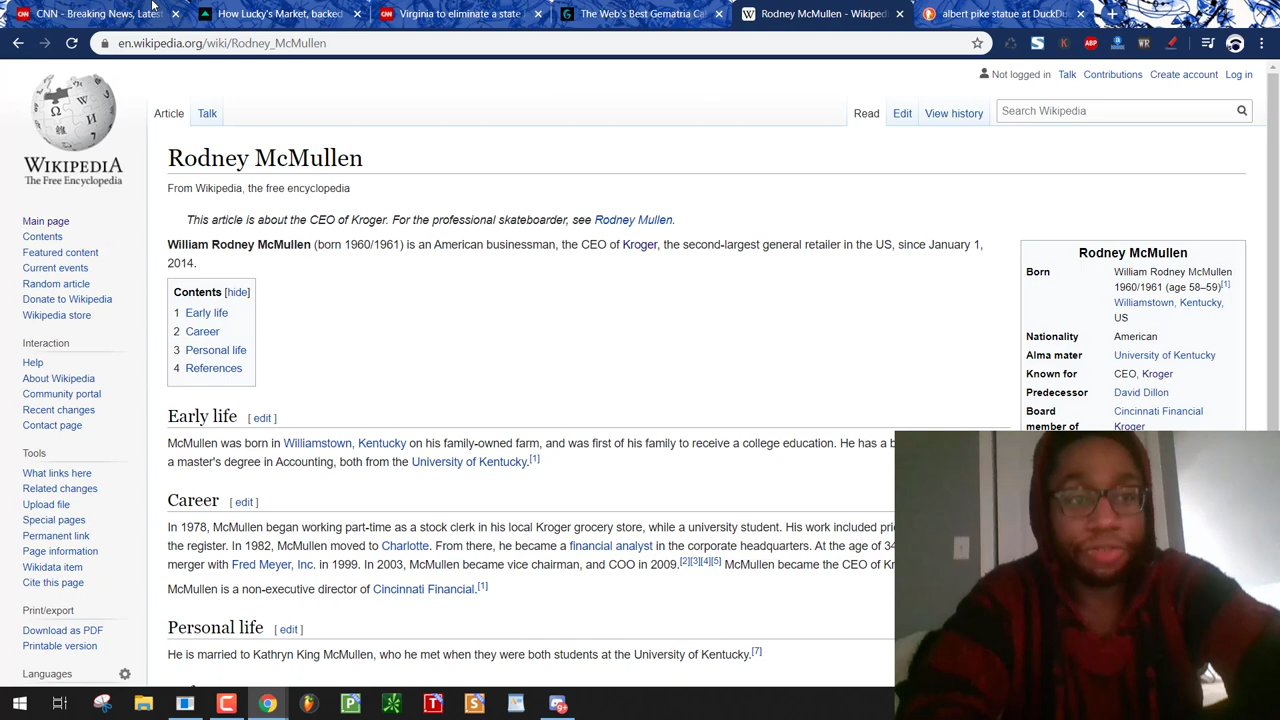 CNN - Breaking News, Latest
How Lucky's Market, backed
Virginia to eliminate a state
The Web's Best Gematria Ca
Rodney McMullen - Wikiped
albert pike statue at DuckDu
en.wikipedia.org/wiki/Rodney_McMullen
ABP
WR
Not logged in Talk Contributions Create account Log in
Article Talk Read Edit View history Search Wikipedia
WIKIPEDIA
The Free Encyclopedia
Main page
Contents
Featured content
Current events
Random article
Donate to Wikipedia
Wikipedia store
Interaction
Help
About Wikipedia
Community portal
Recent changes
Contact page
Tools
What links here
Related changes
Upload file
Special pages
Permanent link
Page information
Wikidata item
Cite this page
Print/export
Download as PDF
Printable version
Languages
Rodney McMullen
From Wikipedia, the free encyclopedia
This article is about the CEO of Kroger. For the professional skateboarder, see Rodney Mullen.
William Rodney McMullen (born 1960/1961) is an American businessman, the CEO of Kroger, the second-largest general retailer in the US, since January 1,
2014.
Contents [hide]
1 Early life
2 Career
3 Personal life
4 References
Rodney McMullen
Born William Rodney McMullen
1960/1961 (age 58–59)[1]
Williamstown, Kentucky,
US
Nationality American
Alma mater University of Kentucky
Known for CEO, Kroger
Predecessor David Dillon
Board Cincinnati Financial
member of Kroger
Early life [ edit ]
McMullen was born in Williamstown, Kentucky on his family-owned farm, and was first of his family to receive a college education. He has a b
a master's degree in Accounting, both from the University of Kentucky.[1]
Career [ edit ]
In 1978, McMullen began working part-time as a stock clerk in his local Kroger grocery store, while a university student. His work included pri
the register. In 1982, McMullen moved to Charlotte. From there, he became a financial analyst in the corporate headquarters. At the age of 34
merger with Fred Meyer, Inc. in 1999. In 2003, McMullen became vice chairman, and COO in 2009.[2][3][4][5] McMullen became the CEO of Kr
McMullen is a non-executive director of Cincinnati Financial.[1]
Personal life [ edit ]
He is married to Kathryn King McMullen, who he met when they were both students at the University of Kentucky.[7]